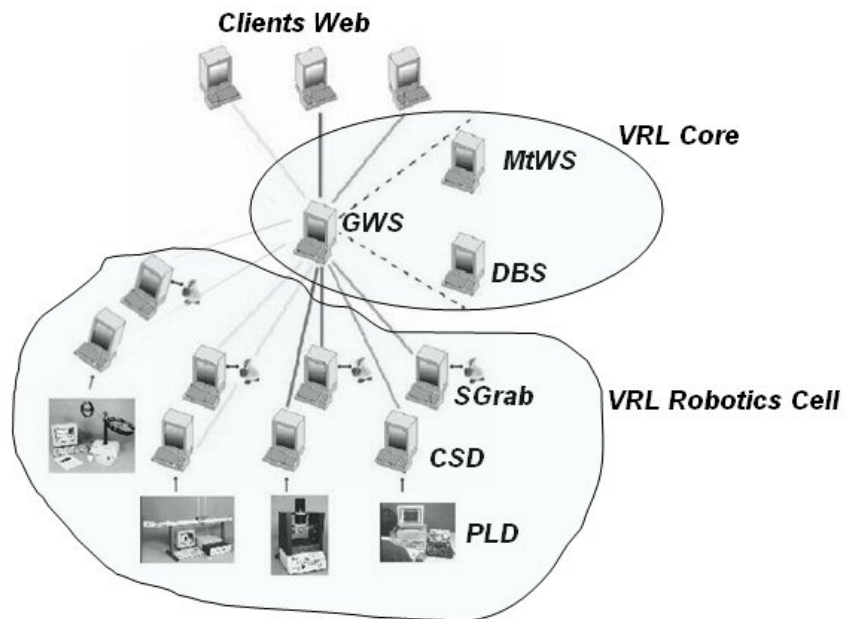 Clients Web
VRL Core
MtWS
GWS
DBS
SGrab
VRL Robotics Cell
CSD
PLD